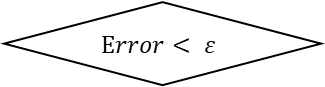 Error < ε